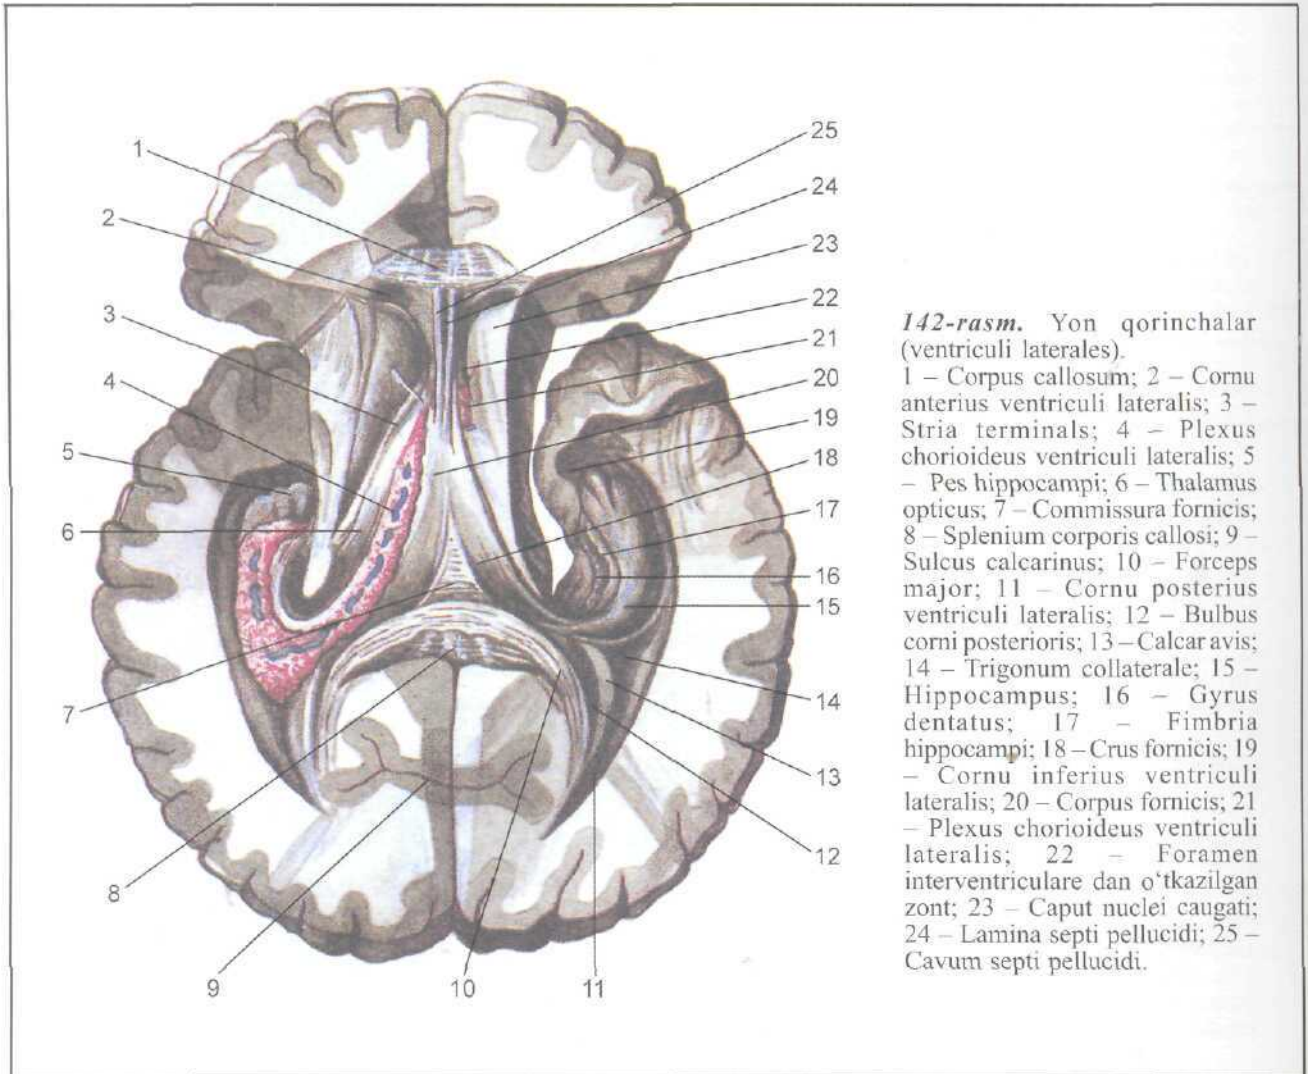 1
2
3
4
5
6
7
8
9
10
11
12
13
14
15
16
17
18
19
20
21
22
23
24
25
142-rasm. Yon qorinchalar
(ventriculi laterales).
1 – Corpus callosum; 2 – Cornu
anterius ventriculi lateralis; 3 –
Stria terminals; 4 – Plexus
chorioideus ventriculi lateralis; 5
– Pes hippocampi; 6 – Thalamus
opticus; 7 – Commissura fornicis;
8 – Splenium corporis callosi; 9 –
Sulcus calcarinus; 10 – Forceps
major; 11 – Cornu posterius
ventriculi lateralis; 12 – Bulbus
corni posterioris; 13 – Calcar avis;
14 – Trigonum collaterale; 15 –
Hippocampus; 16 – Gyrus
dentatus; 17 – Fimbria
hippocampi; 18 – Crus fornicis; 19
– Cornu inferius ventriculi
lateralis; 20 – Corpus fornicis; 21
– Plexus chorioideus ventriculi
lateralis; 22 – Foramen
interventriculare dan o‘tkazilgan
zont; 23 – Caput nuclei caugati;
24 – Lamina septi pellucidi; 25 –
Cavum septi pellucidi.